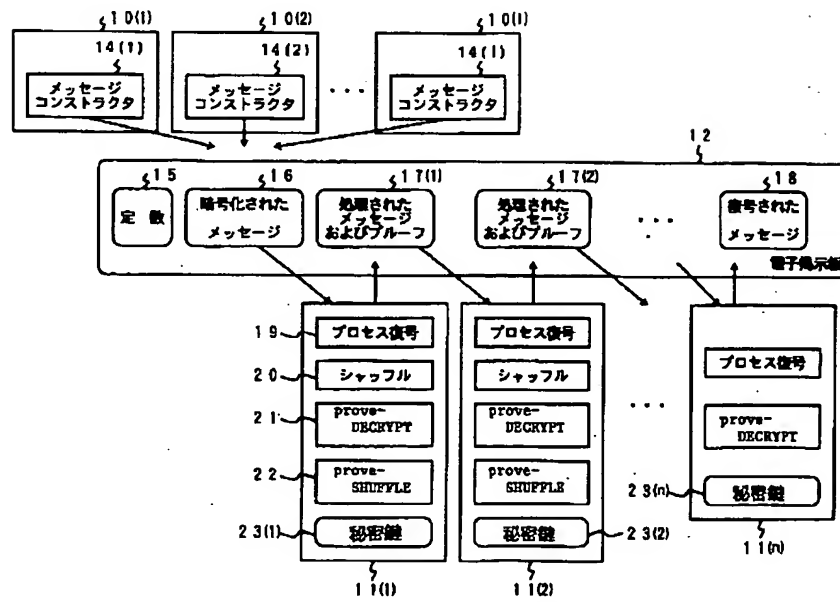 10(1)
10(2)
10(l)
14(1)
14(2)
14(l)
メッセージ
コンストラクタ
メッセージ
コンストラクタ
...
メッセージ
コンストラクタ
12
15
16
17(1)
17(2)
18
定数
暗号化された
メッセージ
処理された
メッセージ
およびプルーフ
処理された
メッセージ
およびプルーフ
...
復号された
メッセージ
電子掲示板
19
プロセス復号
プロセス復号
プロセス復号
20
シャッフル
シャッフル
...
21
prove-
DECRYPT
prove-
DECRYPT
prove-
DECRYPT
22
prove-
SHUFFLE
prove-
SHUFFLE
23(1)
秘密鍵
秘密鍵
23(2)
23(n)
秘密鍵
11(1)
11(2)
11(n)